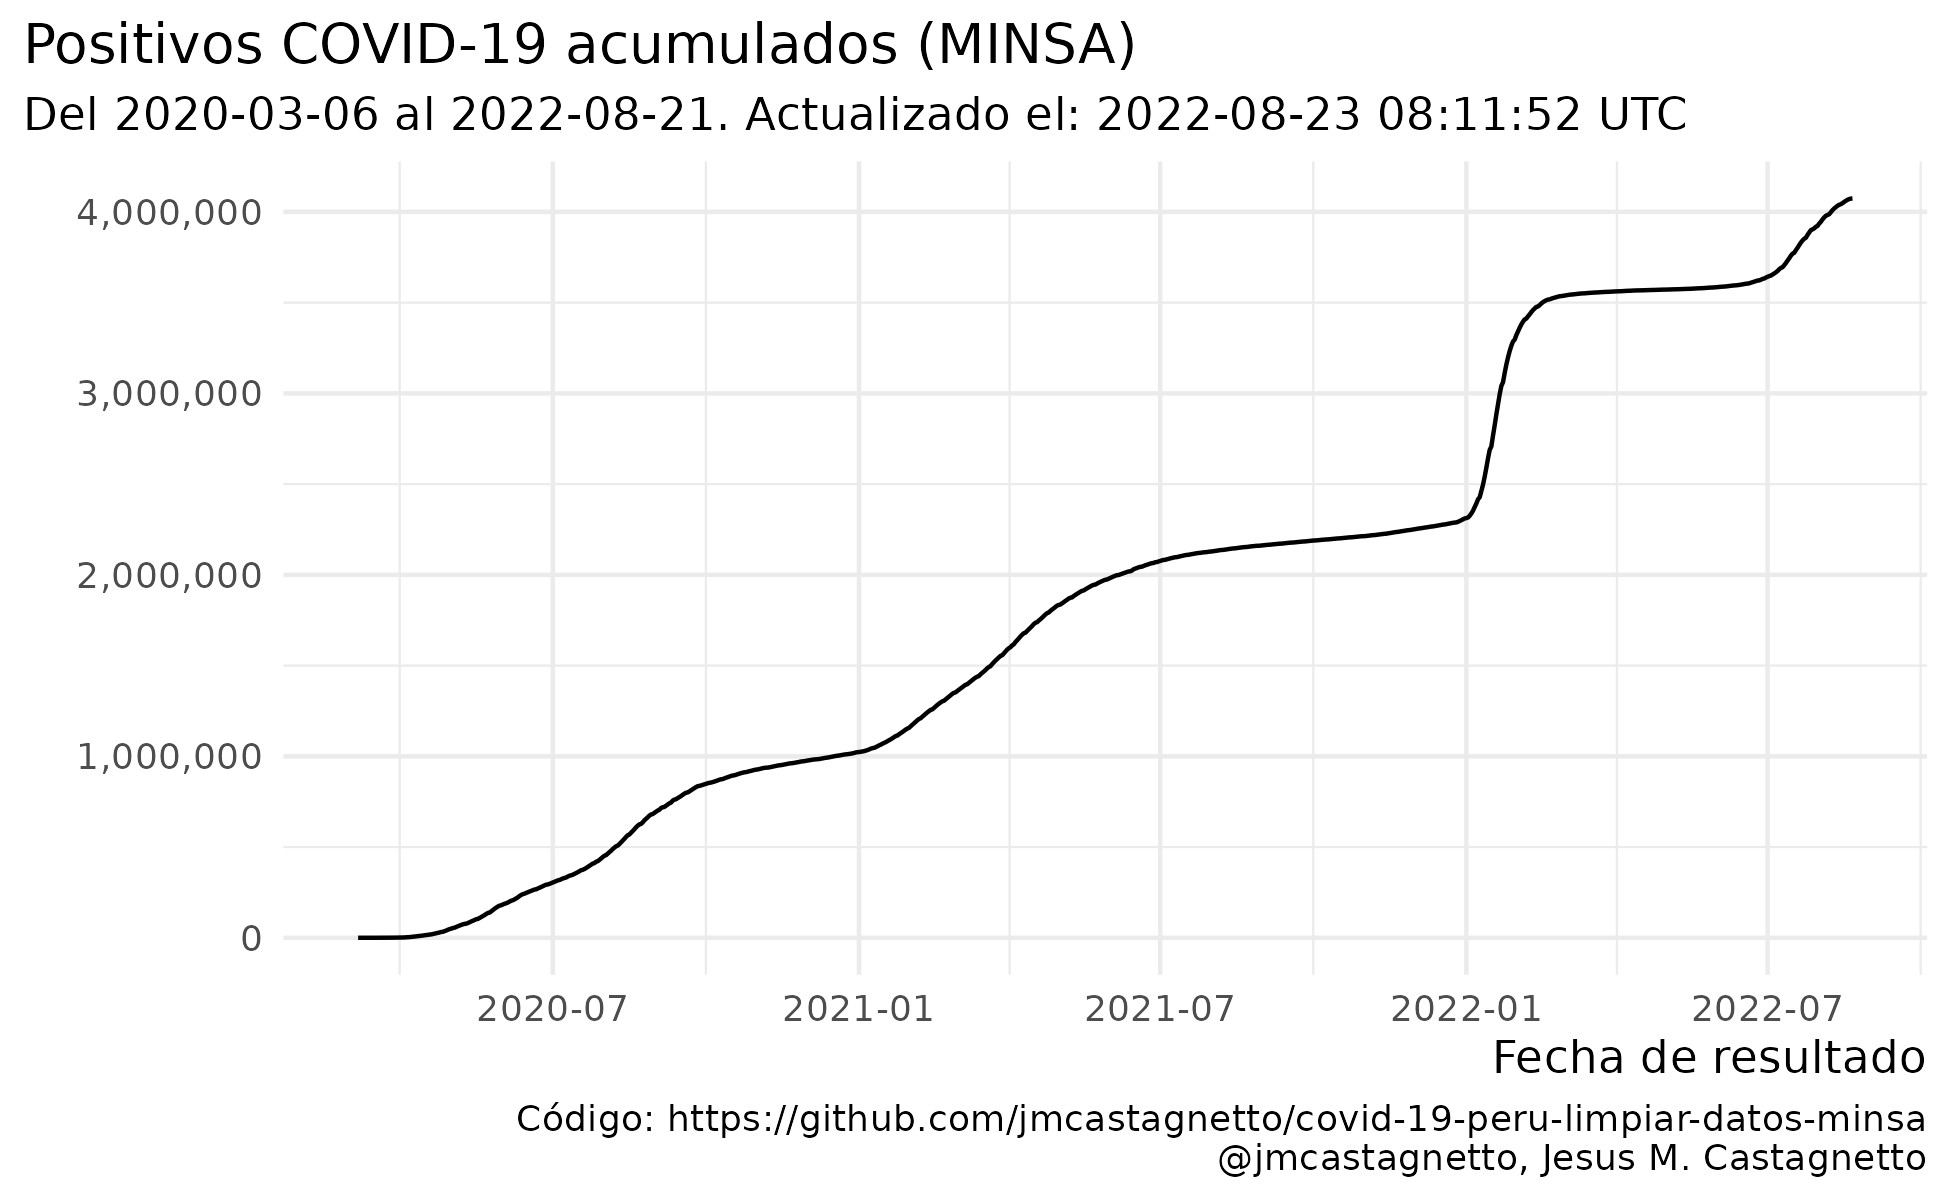 Positivos COVID-19 acumulados (MINSA)
Del 2020-03-06 al 2022-08-21. Actualizado el: 2022-08-23 08:11:52 UTC
4,000,000
3,000,000
2,000,000
1,000,000
0
2020-07 2021-01 2021-07 2022-01 2022-07
Fecha de resultado
Código: https://github.com/jmcastagnetto/covid-19-peru-limpiar-datos-minsa
@jmcastagnetto, Jesus M. Castagnetto